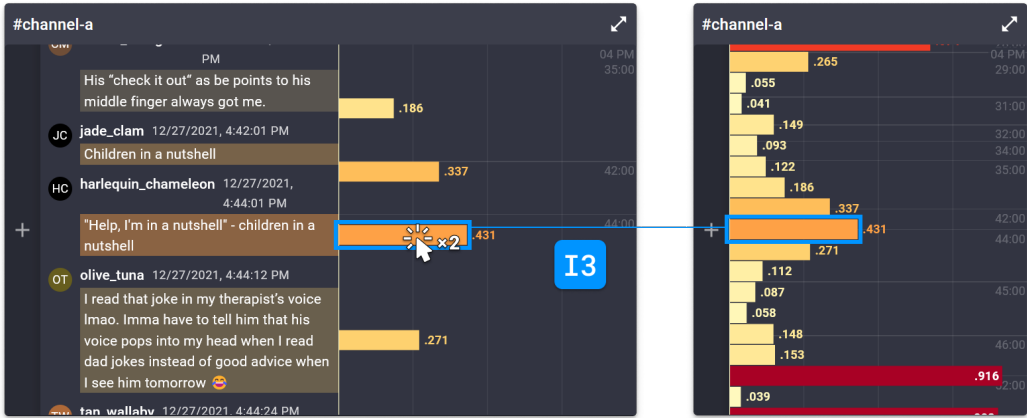 #channel-a
PM
His "check it out" as be points to his
middle finger always got me.
04 PM
35:00
.186
JC
jade_clam 12/27/2021, 4:42:01 PM
Children in a nutshell
.337
42:00
HC
harlequin_chameleon 12/27/2021,
4:44:01 PM
"Help, I'm in a nutshell" - children in a
nutshell
×2
.431
44:00
I3
OT
olive_tuna 12/27/2021, 4:44:12 PM
I read that joke in my therapist's voice
lmao. Imma have to tell him that his
voice pops into my head when I read
dad jokes instead of good advice when
I see him tomorrow 😂
.271
TW
tan_wallaby 12/27/2021, 4:44:24 PM
#channel-a
04 PM
.265
29:00
.055
.041
31:00
.149
32:00
.093
34:00
.122
35:00
.186
.337
42:00
.431
44:00
.271
.112
.087
45:00
.058
.148
46:00
.153
.916
52:00
.039